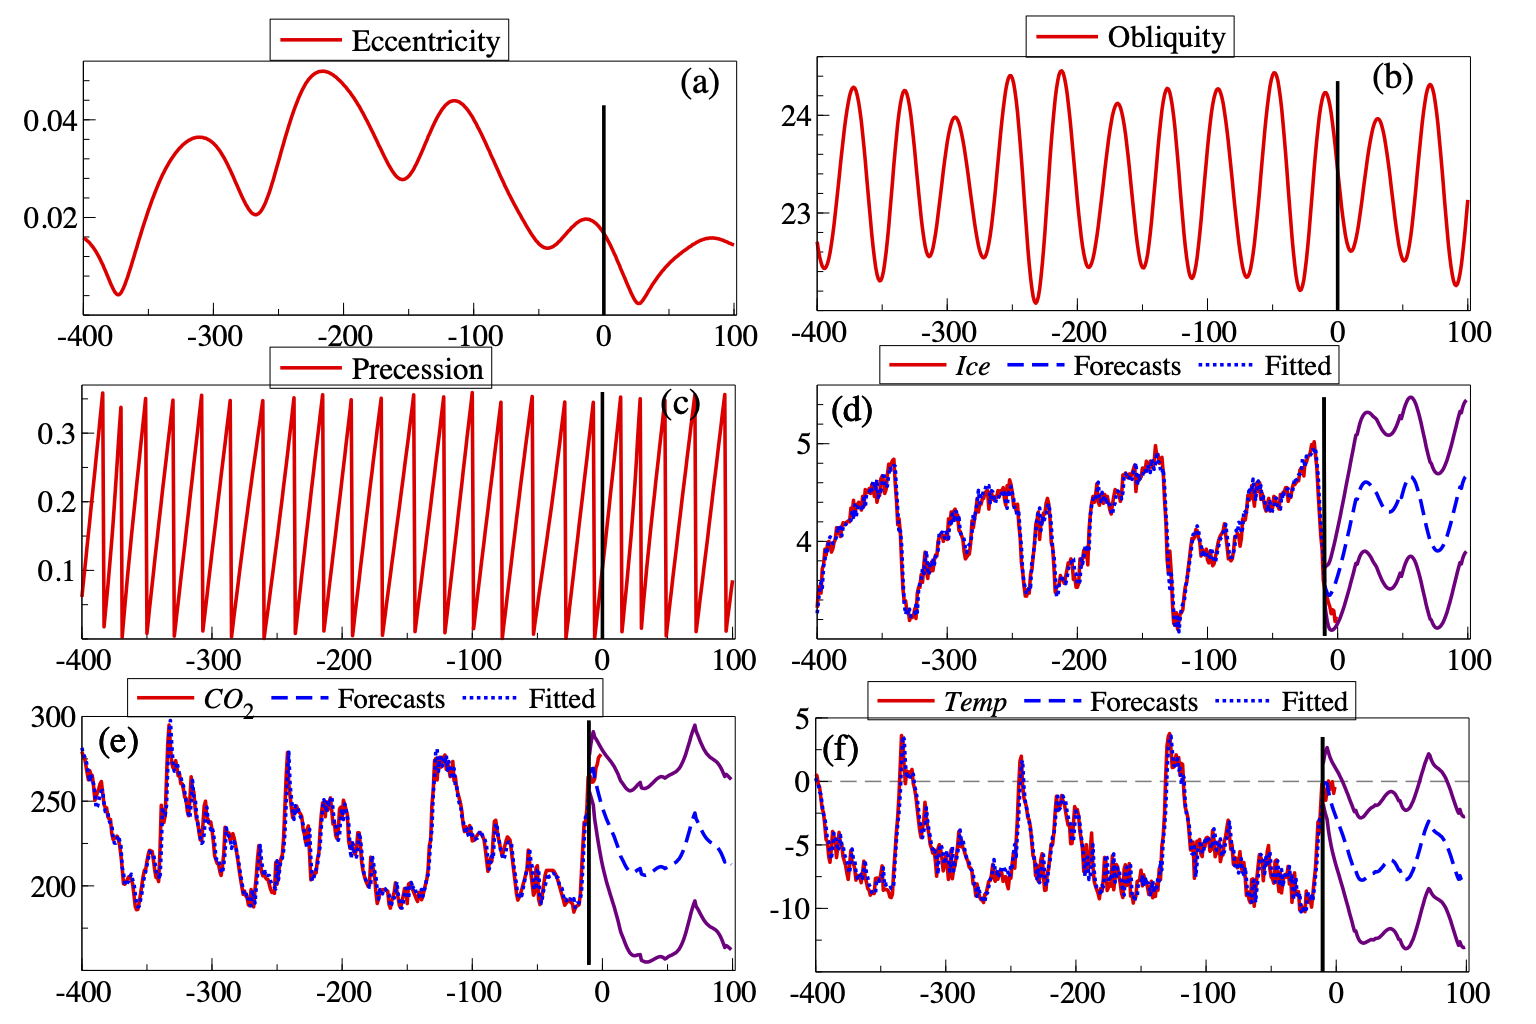 Eccentricity
(a)
0.04
0.02
-400 -300 -200 -100 0 100
Obliquity
(b)
24
23
-400 -300 -200 -100 0 100
Precession
(c)
0.3
0.2
0.1
-400 -300 -200 -100 0 100
Ice Forecasts Fitted
(d)
5
4
-400 -300 -200 -100 0 100
CO2 Forecasts Fitted
(e)
300
250
200
-400 -300 -200 -100 0 100
Temp Forecasts Fitted
(f)
5
0
-5
-10
-400 -300 -200 -100 0 100